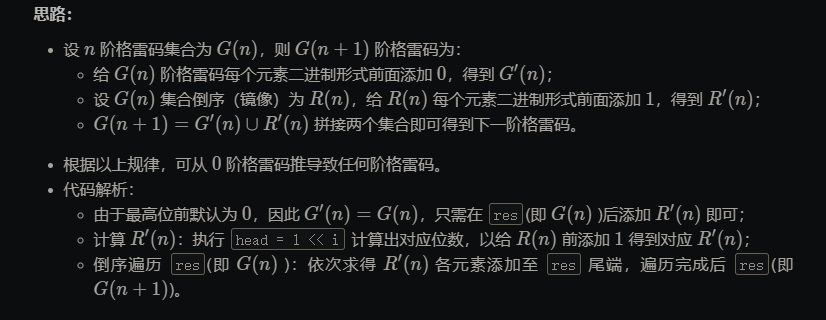 思路：
设 n 阶格雷码集合为 G(n)，则 G(n+1) 阶格雷码为：
给 G(n) 阶格雷码每个元素二进制形式前面添加 0，得到 G′(n)；
设 G(n) 集合倒序（镜像）为 R(n)，给 R(n) 每个元素二进制形式前面添加 1，得到 R′(n)；
G(n+1) = G′(n) ∪ R′(n) 拼接两个集合即可得到下一阶格雷码。
根据以上规律，可从 0 阶格雷码推导致任何阶格雷码。
代码解析：
由于最高位前默认为 0，因此 G′(n) = G(n)，只需在 res(即 G(n) )后添加 R′(n) 即可；
计算 R′(n)：执行 head = 1 << i 计算出对应位数，以给 R(n) 前添加 1 得到对应 R′(n)；
倒序遍历 res(即 G(n) )：依次求得 R′(n) 各元素添加至 res 尾端，遍历完成后 res(即
G(n+1))。